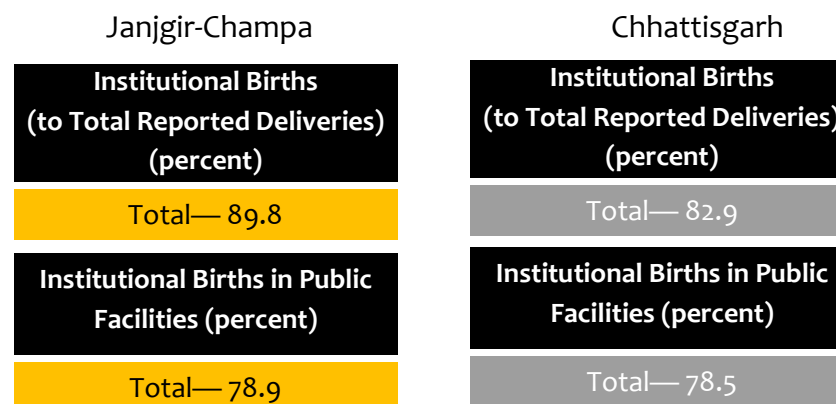 Janjgir-Champa
Institutional Births
(to Total Reported Deliveries)
(percent)
Total— 89.8
Institutional Births in Public
Facilities (percent)
Total— 78.9
Chhattisgarh
Institutional Births
(to Total Reported Deliveries)
(percent)
Total— 82.9
Institutional Births in Public
Facilities (percent)
Total— 78.5